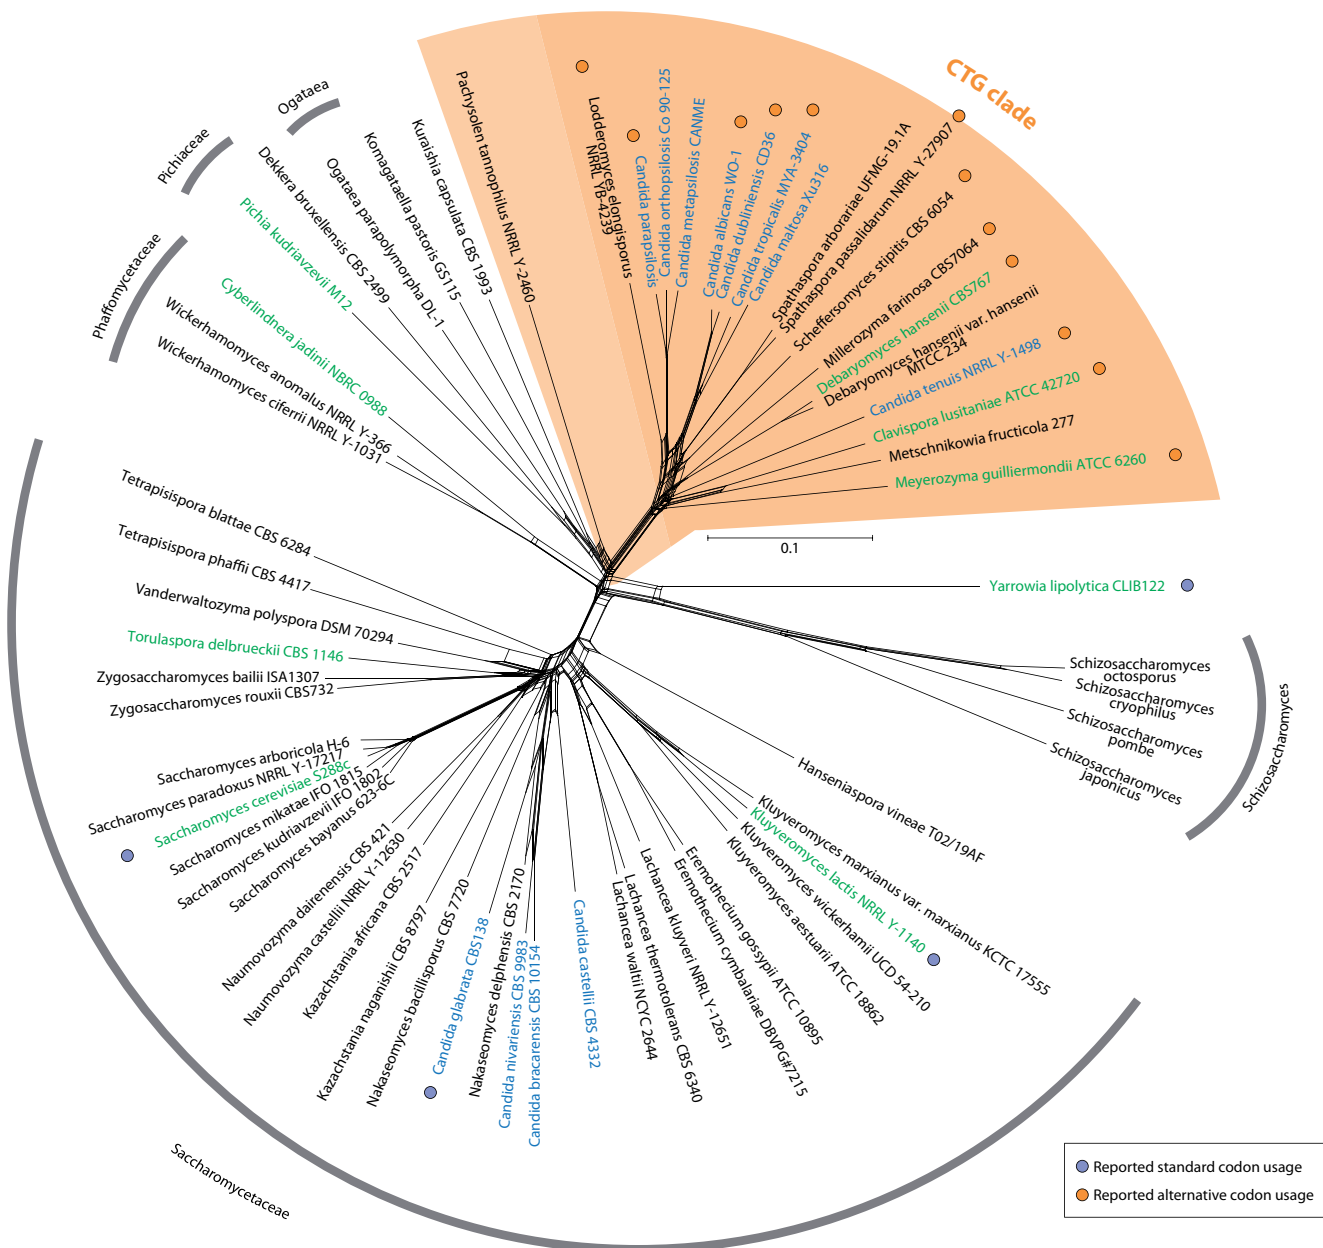 CTG clade
Ogataea
Pichiaceae
Phaffomycetaceae
Pachysolen tannophilus NRRL Y-2460
Kuraishia capsulata CBS 1993
Komagataella pastoris GS115
Ogataea parapolymorpha DL-1
Dekkera bruxellensis CBS 2499
Pichia kudriavzevii M12
Cyberlindnera jadinii NBRC 0988
Wickerhamomyces anomalus NRRL Y-366
Wickerhamomyces ciferrii NRRL Y-1031
Lodderomyces elongisporus
NRRL YB-4239
Candida parapsilosis
Candida orthopsilosis Co 90-125
Candida metapsilosis CANME
Candida albicans WO-1
Candida dubliniensis CD36
Candida tropicalis MYA-3404
Candida maltosa Xu316
Spathaspora arborariae UFMG-19.1A
Spathaspora passalidarum NRRL Y-27907
Scheffersomyces stipitis CBS 6054
Millerozyma farinosa CBS7064
Debaryomyces hansenii CBS767
Debaryomyces hansenii var. hansenii
MTCC 234
Candida tenuis NRRL Y-1498
Clavispora lusitaniae ATCC 42720
Metschnikowia fructicola 277
Meyerozyma guilliermondii ATCC 6260
0.1
Yarrowia lipolytica CLIB122
Schizosaccharomyces
octosporus
Schizosaccharomyces
cryophilus
Schizosaccharomyces
pombe
Schizosaccharomyces
japonicus
Schizosaccharomyces
Tetrapisispora blattae CBS 6284
Tetrapisispora phaffii CBS 4417
Vanderwaltozyma polyspora DSM 70294
Torulaspora delbrueckii CBS 1146
Zygosaccharomyces bailii ISA1307
Zygosaccharomyces rouxii CBS732
Saccharomyces arboricola H-6
Saccharomyces paradoxus NRRL Y-17217
Saccharomyces cerevisiae S288c
Saccharomyces mikatae IFO 1815
Saccharomyces kudriavzevii IFO 1802
Saccharomyces bayanus 623-6C
Naumovozyma dairenensis CBS 421
Naumovozyma castellii NRRL Y-12630
Kazachstania africana CBS 2517
Kazachstania naganishii CBS 8797
Nakaseomyces bacillisporus CBS 7720
Candida glabrata CBS138
Nakaseomyces delphensis CBS 2170
Candida nivariensis CBS 9983
Candida bracarensis CBS 10154
Candida castellii CBS 4332
Lachancea waltii NCYC 2644
Lachancea thermotolerans CBS 6340
Lachancea kluyveri NRRL Y-12651
Eremothecium cymbalariae DBVPG#7215
Eremothecium gossypii ATCC 10895
Kluyveromyces aestuarii ATCC 18862
Kluyveromyces wickerhamii UCD 54-210
Kluyveromyces lactis NRRL Y-1140
Kluyveromyces marxianus var. marxianus KCTC 17555
Hanseniaspora vineae T02/19AF
Saccharomycetaceae
Reported standard codon usage
Reported alternative codon usage